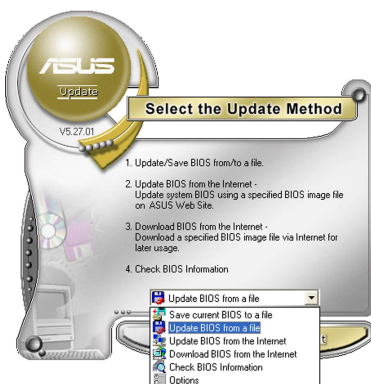 ASUS
Update
V5.27.01
Select the Update Method
1. Update/Save BIOS from/to a file.
2. Update BIOS from the Internet -
Update system BIOS using a specified BIOS image file
on ASUS Web Site.
3. Download BIOS from the Internet -
Download a specified BIOS image file via Internet for
later usage.
4. Check BIOS Information
Update BIOS from a file
Save current BIOS to a file
Update BIOS from a file
Update BIOS from the Internet
Download BIOS from the Internet
Check BIOS Information
Options